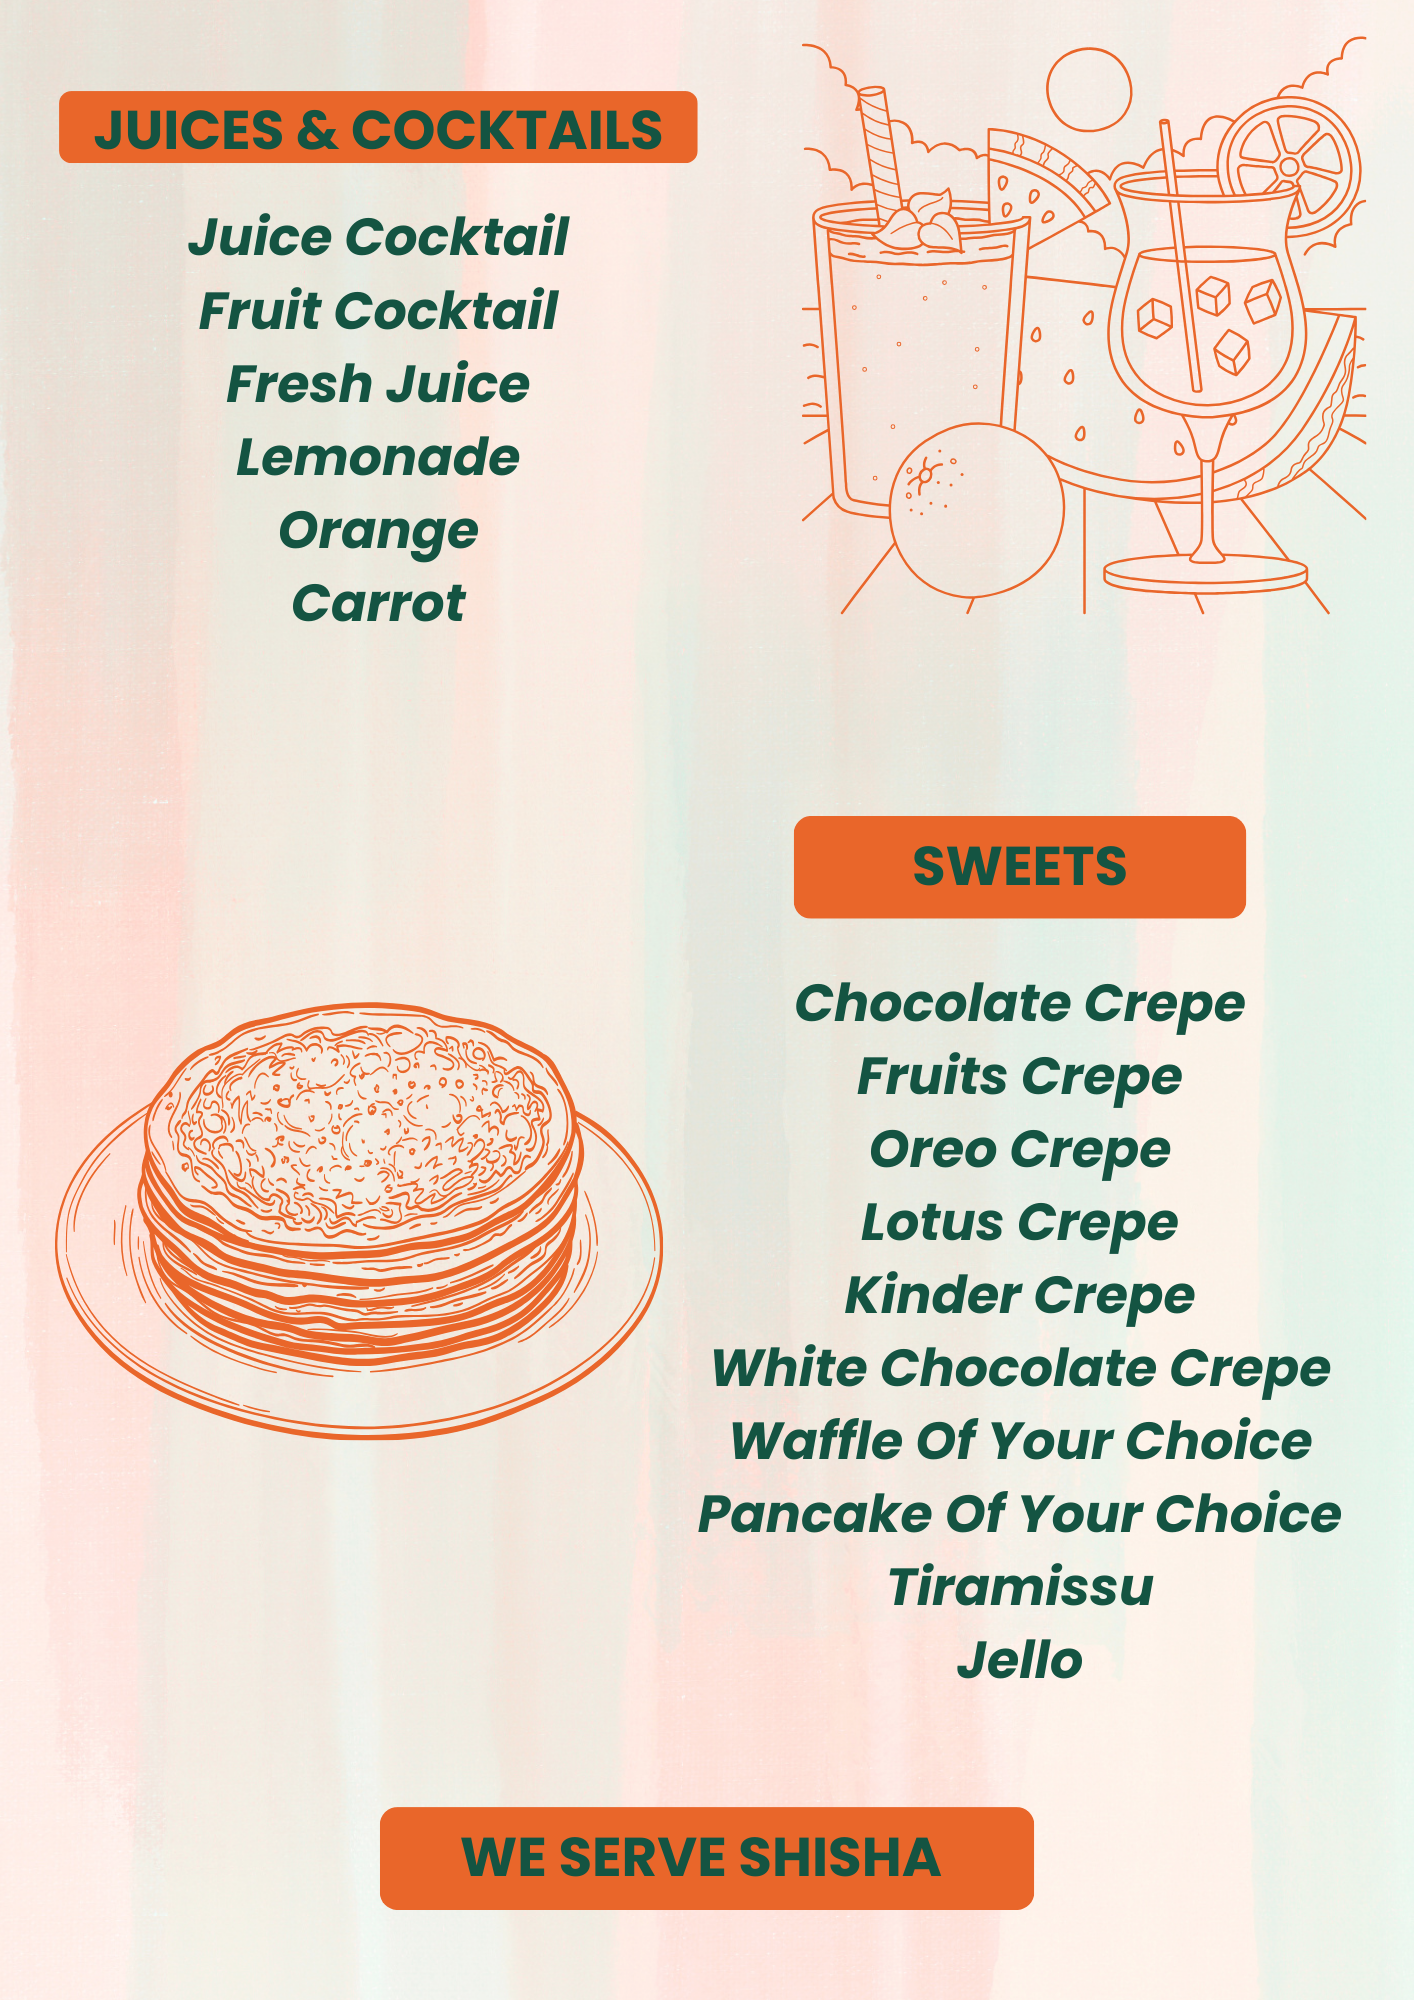 JUICES & COCKTAILS
Juice Cocktail
Fruit Cocktail
Fresh Juice
Lemonade
Orange
Carrot
SWEETS
Chocolate Crepe
Fruits Crepe
Oreo Crepe
Lotus Crepe
Kinder Crepe
White Chocolate Crepe
Waffle Of Your Choice
Pancake Of Your Choice
Tiramissu
Jello
WE SERVE SHISHA